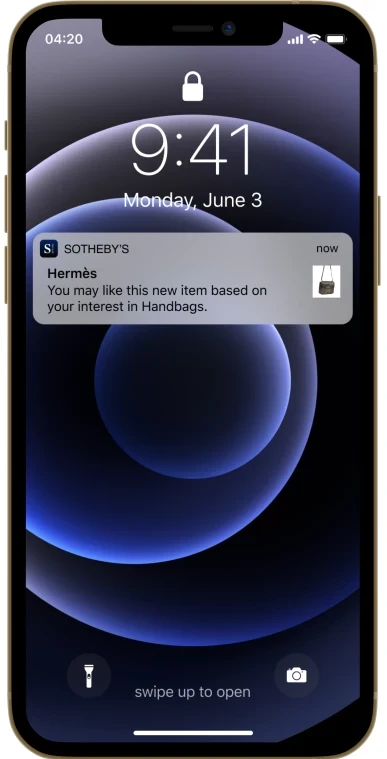 04:20
9:41
Monday, June 3
S
SOTHEBY'S
now
Hermès
You may like this new item based on
your interest in Handbags.
swipe up to open